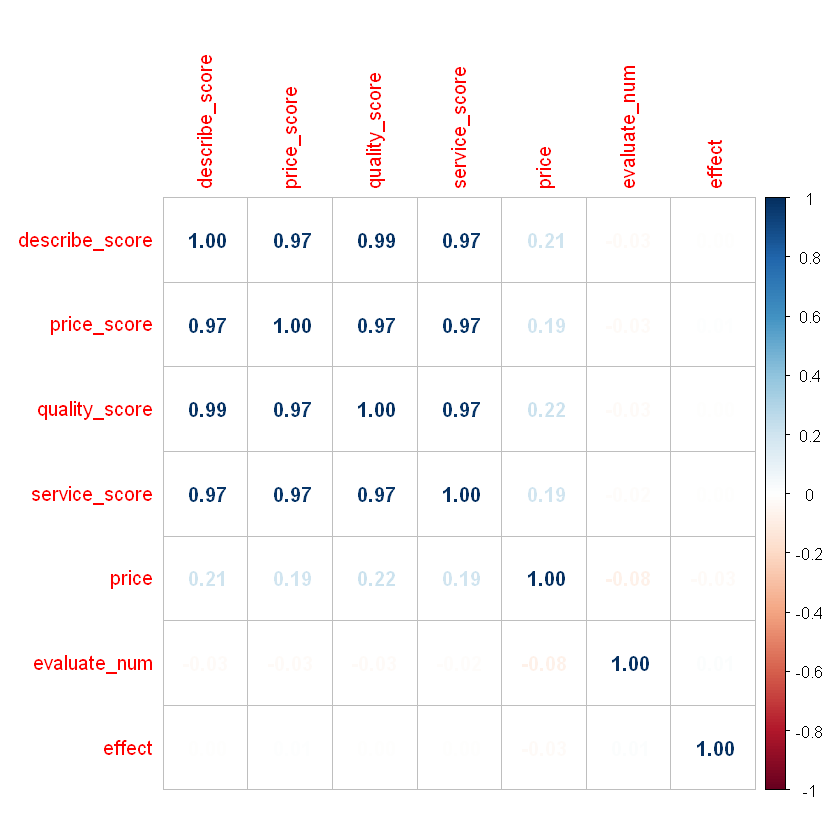 describe_score
price_score
quality_score
service_score
price
evaluate_num
effect
describe_score 1.00 0.97 0.99 0.97 0.21 -0.03
price_score 0.97 1.00 0.97 0.97 0.19 -0.03
quality_score 0.99 0.97 1.00 0.97 0.22 -0.03
service_score 0.97 0.97 0.97 1.00 0.19 -0.02
price 0.21 0.19 0.22 0.19 1.00 -0.08 -0.03
evaluate_num -0.03 -0.03 -0.03 -0.02 -0.08 1.00 0.01
effect -0.03 0.01 1.00
1
0.8
0.6
0.4
0.2
0
-0.2
-0.4
-0.6
-0.8
-1